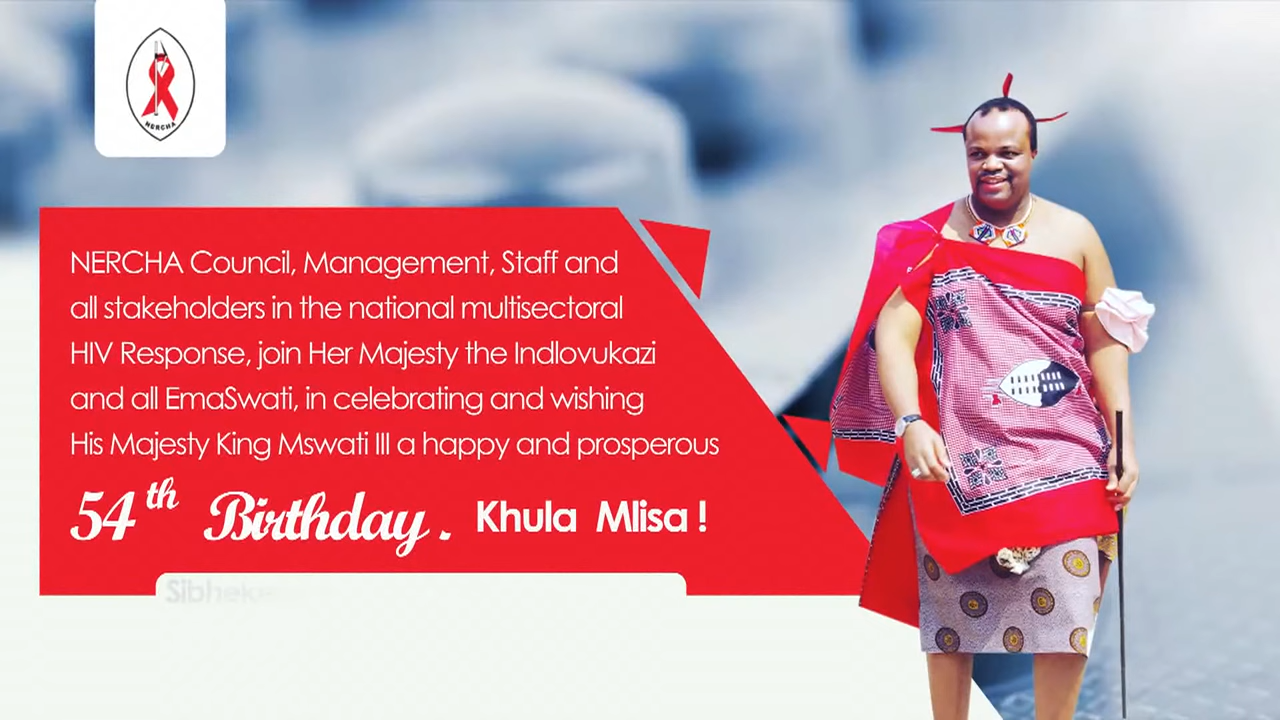 NERCHA
NERCHA Council, Management, Staff and
all stakeholders in the national multisectoral
HIV Response, join Her Majesty the Indlovukazi
and all EmaSwati, in celebrating and wishing
His Majesty King Mswati III a happy and prosperous
54th Birthday. Khula Mlisa !